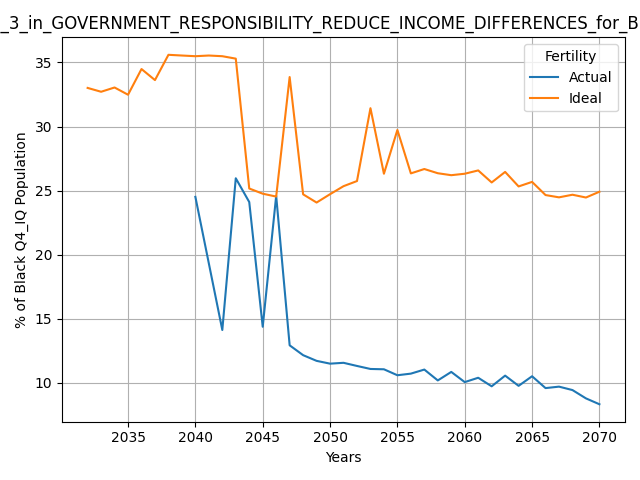 _3_in_GOVERNMENT_RESPONSIBILITY_REDUCE_INCOME_DIFFERENCES_for_B
Fertility
Actual
Ideal
35
30
25
20
15
10
% of Black Q4_IQ Population
2035 2040 2045 2050 2055 2060 2065 2070
Years